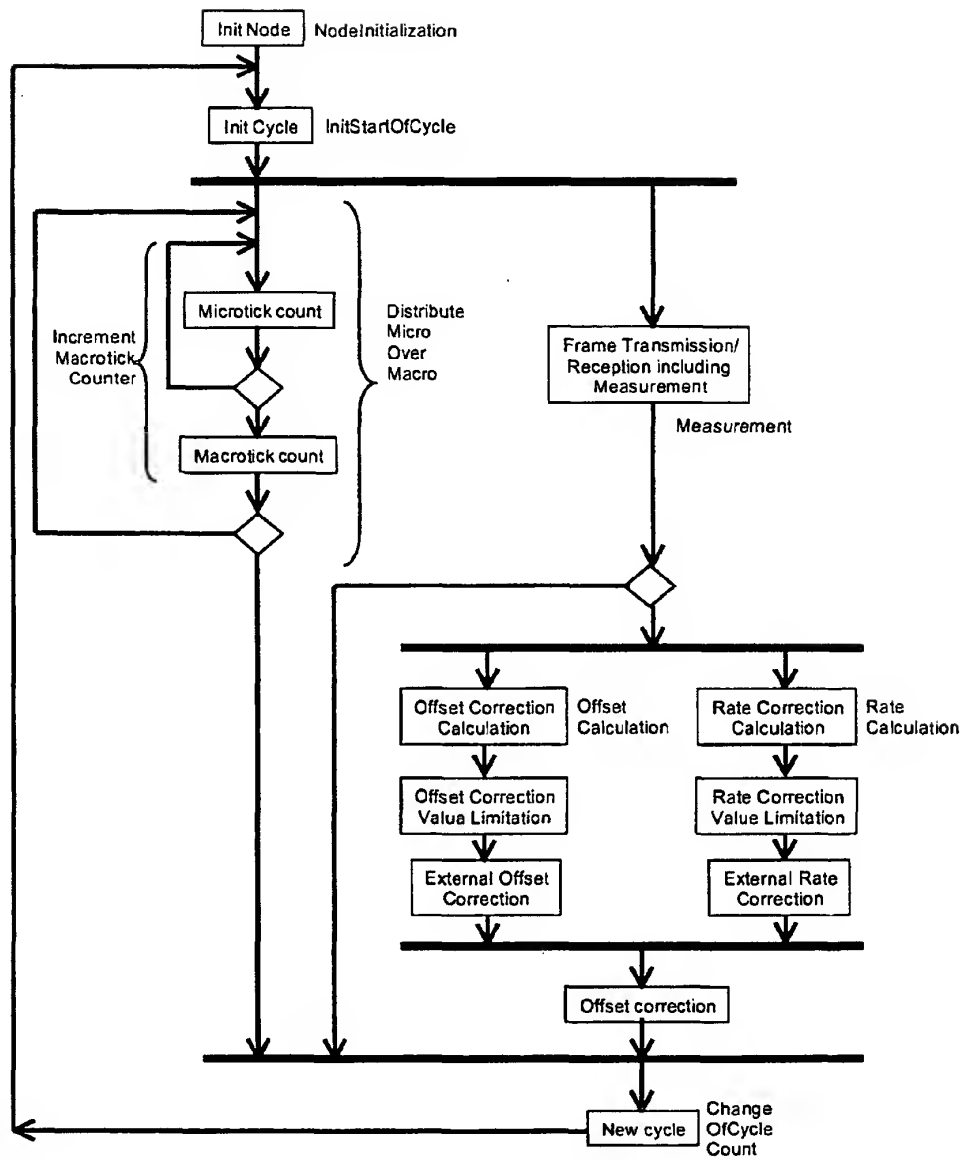 Init Node
NodeInitialization
Init Cycle
InitStartOfCycle
Increment
Macrotick
Counter
Microtick count
Macrotick count
Distribute
Micro
Over
Macro
Frame Transmission/
Reception including
Measurement
Measurement
Offset Correction
Calculation
Offset
Calculation
Rate Correction
Calculation
Rate
Calculation
Offset Correction
Valua Limitation
Rate Correction
Value Limitation
External Offset
Correction
External Rate
Correction
Offset correction
New cycle
Change
OfCycle
Count